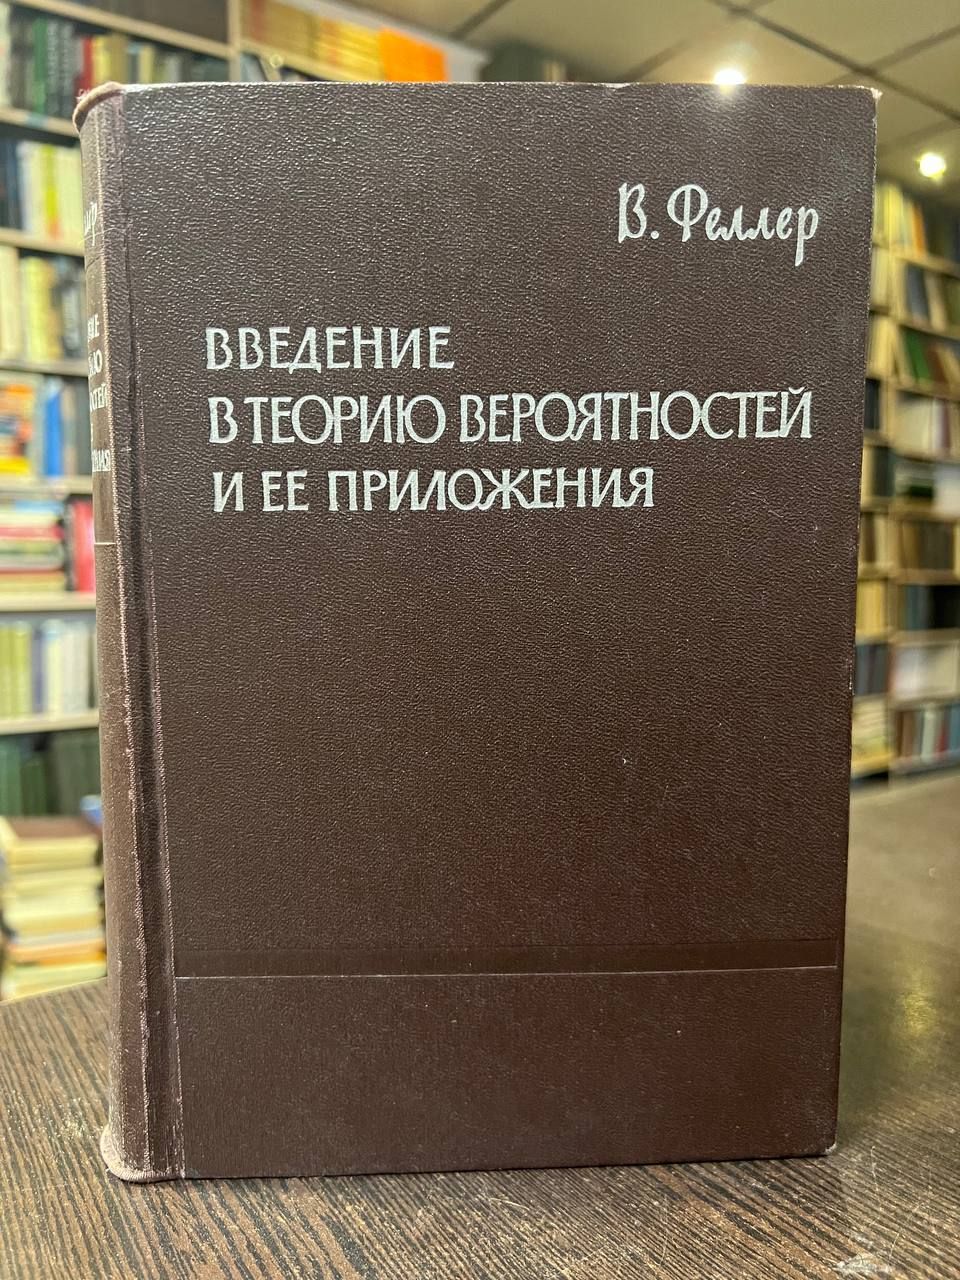 В. Феллер
ВВЕДЕНИЕ
В ТЕОРИЮ ВЕРОЯТНОСТЕЙ
И ЕЕ ПРИЛОЖЕНИЯ